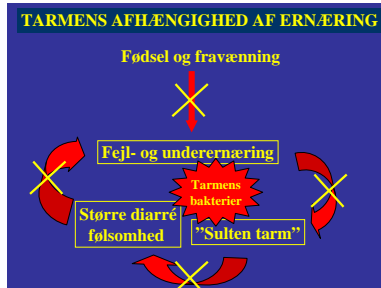 TARMENS AFHÆNGIGHED AF ERNÆRING
Fødsel og fravænning
Fejl- og underernæring
Tarmens
bakterier
Større diarré
følsomhed
”Sulten tarm”